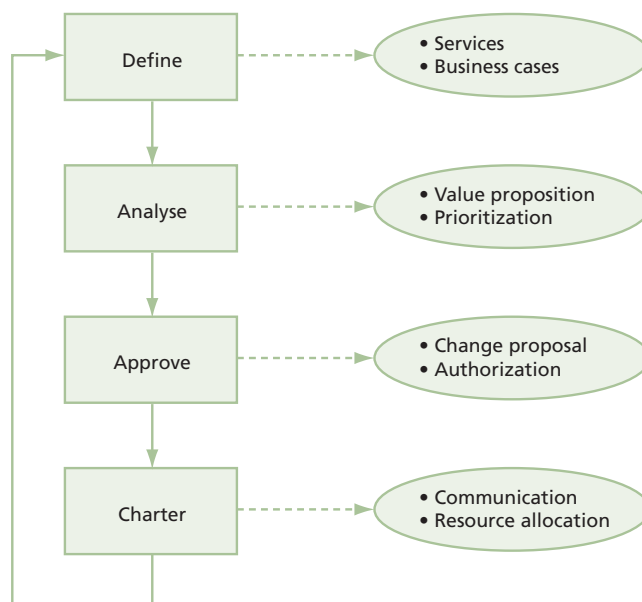 Define
• Services
• Business cases
Analyse
• Value proposition
• Prioritization
Approve
• Change proposal
• Authorization
Charter
• Communication
• Resource allocation